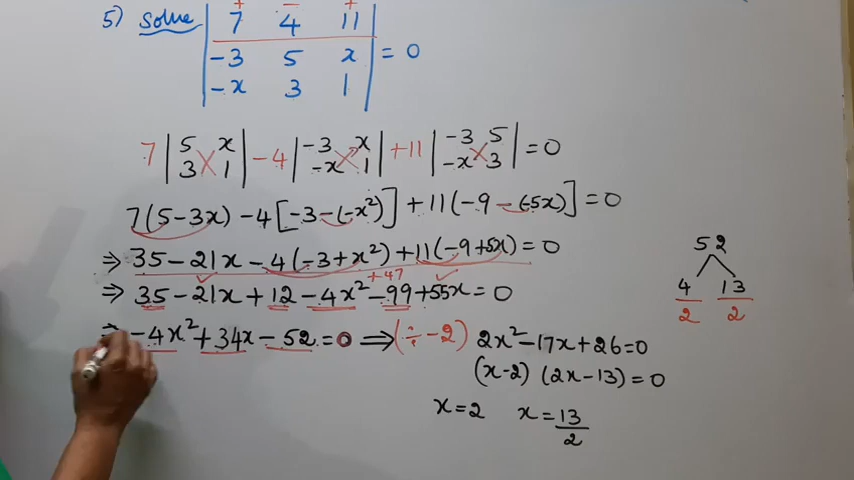 + − +
5) Solve | 7 4 11 |
| -3 5 x | = 0
| -x 3 1 |
7 | 5 x | -4 | -3 x | +11 | -3 5 | = 0
| 3 1 | | -x 1 | | -x 3 |
7(5-3x) -4[-3-(-x²)] +11(-9-(-5x)] = 0
⇒ 35-21x-4(-3+x²)+11(-9+5x)=0
+47
⇒ 35-21x+12-4x²-99+55x=0
⇒ -4x²+34x-52=0 ⇒ (÷-2) 2x²-17x+26=0
(x-2) (2x-13)=0
x=2 x=13/2
52
4 13
2 2